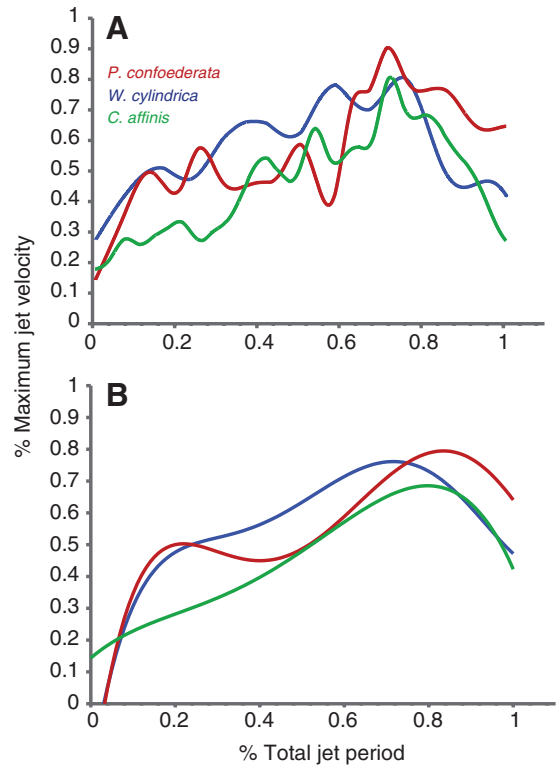 A
P. confoederata
W. cylindrica
C. affinis
1
0.9
0.8
0.7
0.6
0.5
0.4
0.3
0.2
0.1
0
0 0.2 0.4 0.6 0.8 1
% Maximum jet velocity
B
1
0.9
0.8
0.7
0.6
0.5
0.4
0.3
0.2
0.1
0
0 0.2 0.4 0.6 0.8 1
% Total jet period